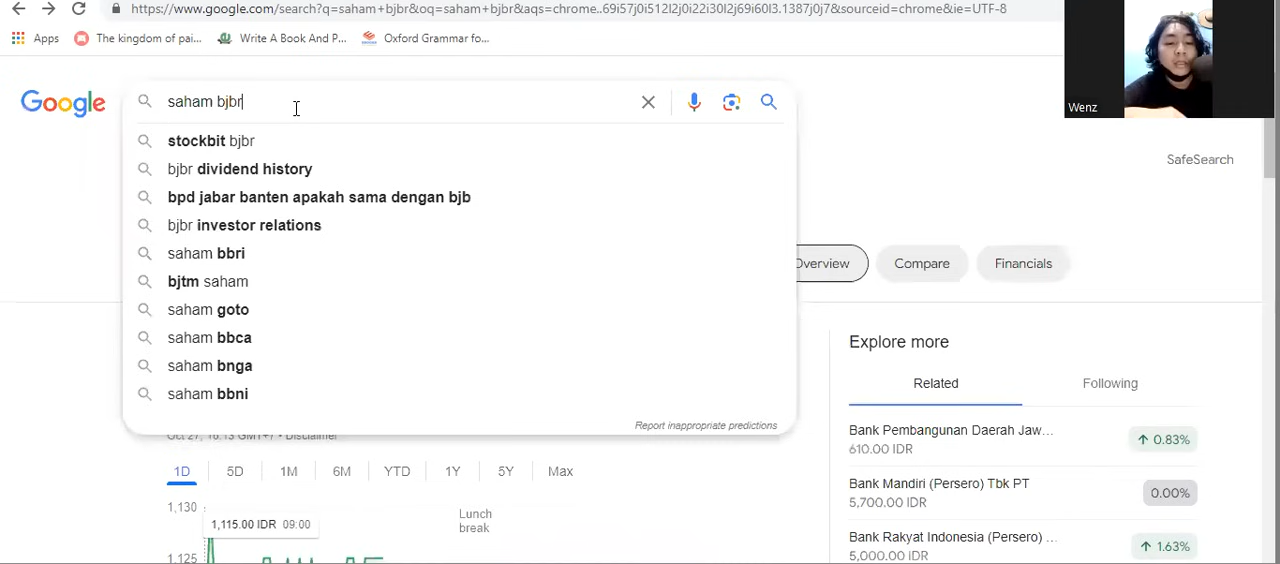 https://www.google.com/search?q=saham+bjbr&oq=saham+bjbr&aqs=chrome..69i57j0i512l2j0i22i30l2j69i60l3.1387j0j7&sourceid=chrome&ie=UTF-8
Apps The kingdom of pai... Write A Book And P... Oxford Grammar fo...
Wenz
Google saham bjbr
stockbit bjbr
SafeSearch
bjbr dividend history
bpd jabar banten apakah sama dengan bjb
bjbr investor relations
saham bbri
Overview Compare Financials
bjtm saham
saham goto
saham bbca
Explore more
saham bnga
Related Following
saham bbni
Report inappropriate predictions
Oct 27, 16:13 GMT+7 • Disclaimer
Bank Pembangunan Daerah Jaw...
610.00 IDR
↑ 0.83%
1D 5D 1M 6M YTD 1Y 5Y Max
Bank Mandiri (Persero) Tbk PT
5,700.00 IDR
0.00%
1,130
1,115.00 IDR 09:00
Lunch
break
Bank Rakyat Indonesia (Persero) ...
5,000.00 IDR
↑ 1.63%
1,125